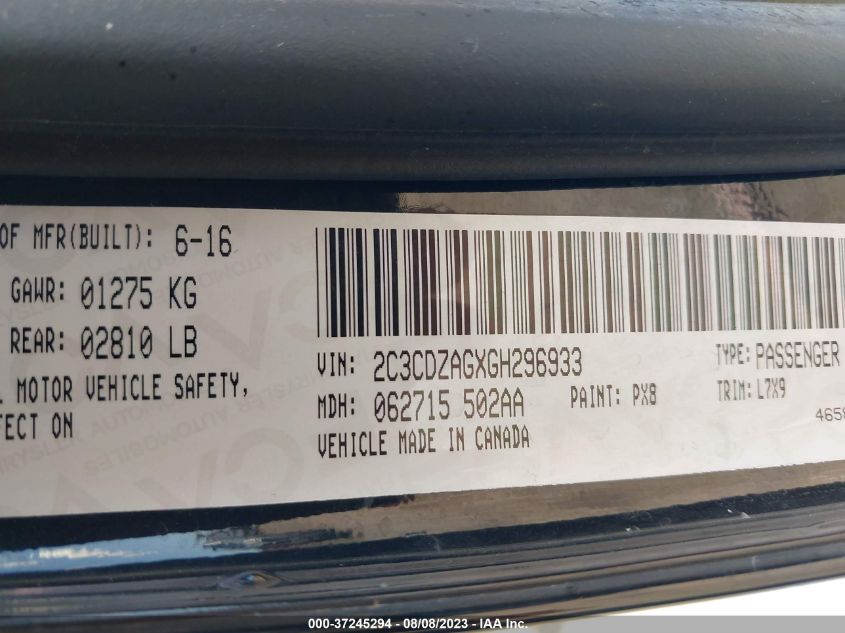 OF MFR(BUILT): 6-16
GAWR: 01275 KG
REAR: 02810 LB
MOTOR VEHICLE SAFETY,
FECT ON
VIN: 2C3CDZAGXGH296933
TYPE: PASSENGER
MDH: 062715 502AA
PAINT: PX8
TRIM: L7X9
VEHICLE MADE IN CANADA
465
000-37245294 - 08/08/2023 - IAA Inc.